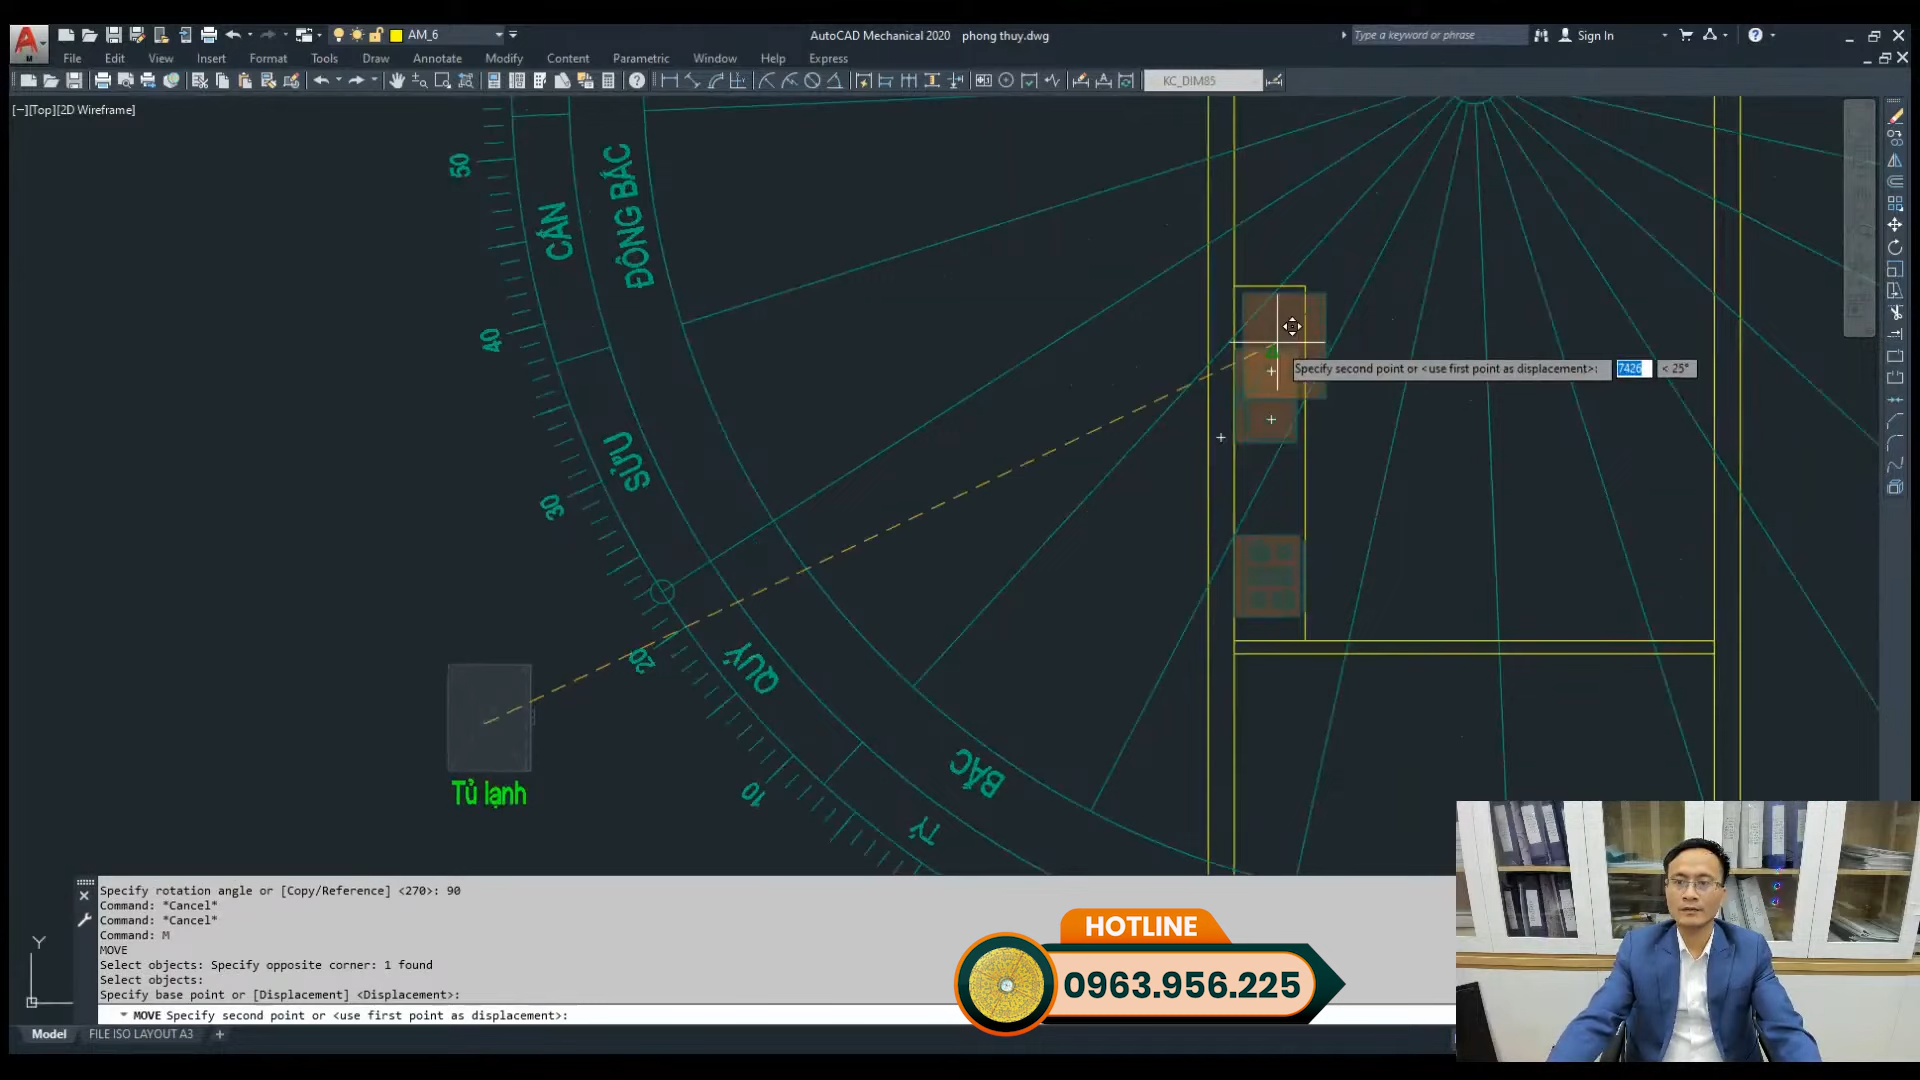 AM_6
AutoCAD Mechanical 2020 phong thuy.dwg
Type a keyword or phrase
Sign In
File Edit View Insert Format Tools Draw Dimension Annotate Modify Content Parametric Window Help Express
KC_DIM85
[−][Top][2D Wireframe]
50
CẤN
ĐÔNG BẮC
40
SỬU
30
Specify second point or <use first point as displacement>: 7426 < 25°
20
QUÝ
BẮC
10
TÝ
Tủ lạnh
Specify rotation angle or [Copy/Reference] <270>: 90
Command: *Cancel*
Command: *Cancel*
Command: M
MOVE
Select objects: Specify opposite corner: 1 found
Select objects:
Specify base point or [Displacement] <Displacement>:
MOVE Specify second point or <use first point as displacement>:
Y
HOTLINE
0963.956.225
Model FILE ISO LAYOUT A3 +